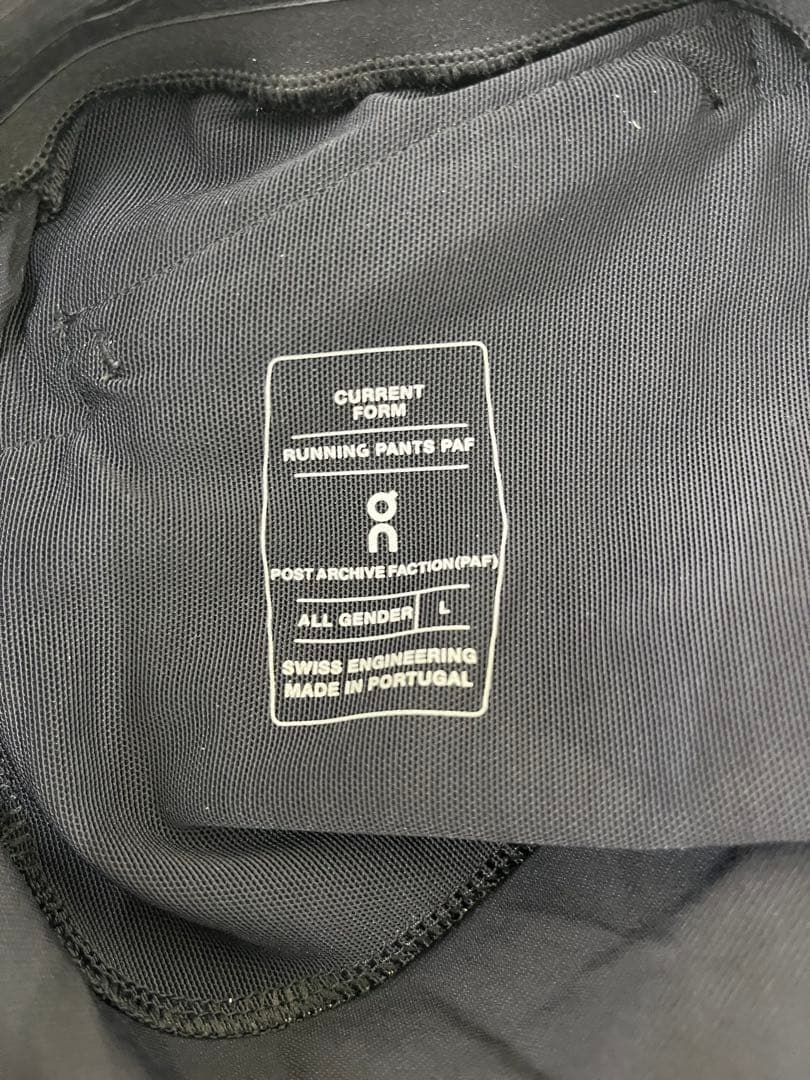 CURRENT
FORM
RUNNING PANTS PAF
on
POST ARCHIVE FACTION(PAF)
ALL GENDER L
SWISS ENGINEERING
MADE IN PORTUGAL